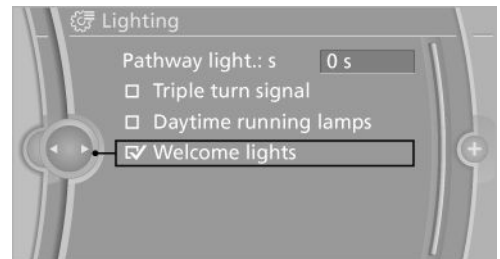 Lighting
Pathway light.: s 0 s
Triple turn signal
Daytime running lamps
Welcome lights